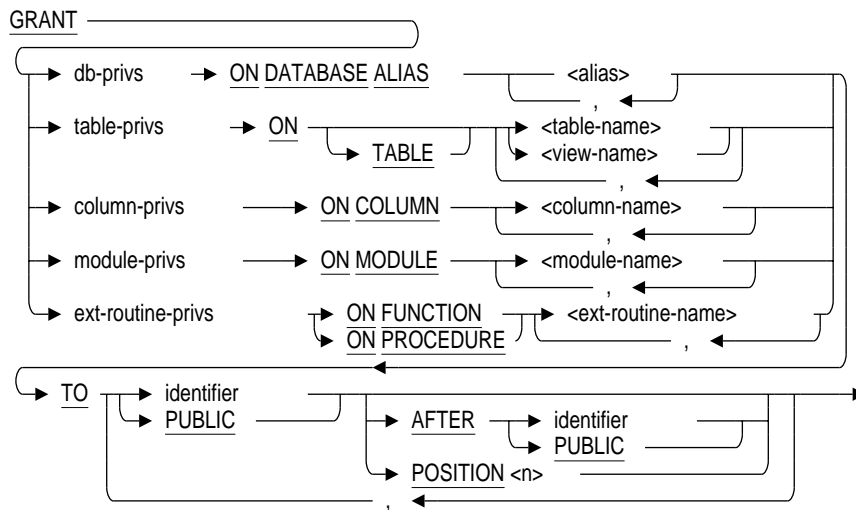 GRANT
db-privs ON DATABASE ALIAS <alias>
,
table-privs ON <table-name>
TABLE <view-name>
,
column-privs ON COLUMN <column-name>
,
module-privs ON MODULE <module-name>
,
ext-routine-privs ON FUNCTION <ext-routine-name>
ON PROCEDURE ,
TO identifier
PUBLIC AFTER identifier
PUBLIC
POSITION <n>
,